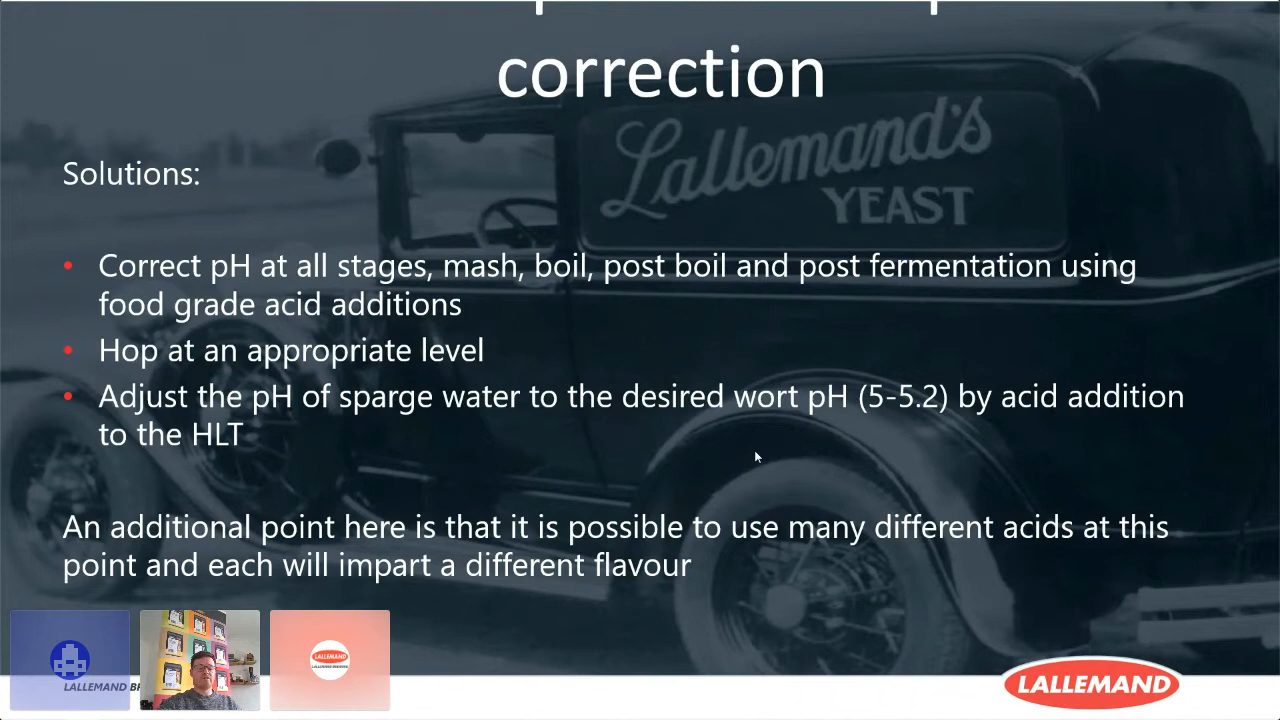 correction
Lallemand's
YEAST
Solutions:
• Correct pH at all stages, mash, boil, post boil and post fermentation using
food grade acid additions
• Hop at an appropriate level
• Adjust the pH of sparge water to the desired wort pH (5-5.2) by acid addition
to the HLT
An additional point here is that it is possible to use many different acids at this
point and each will impart a different flavour
LALLEMAND
LALLEMAND